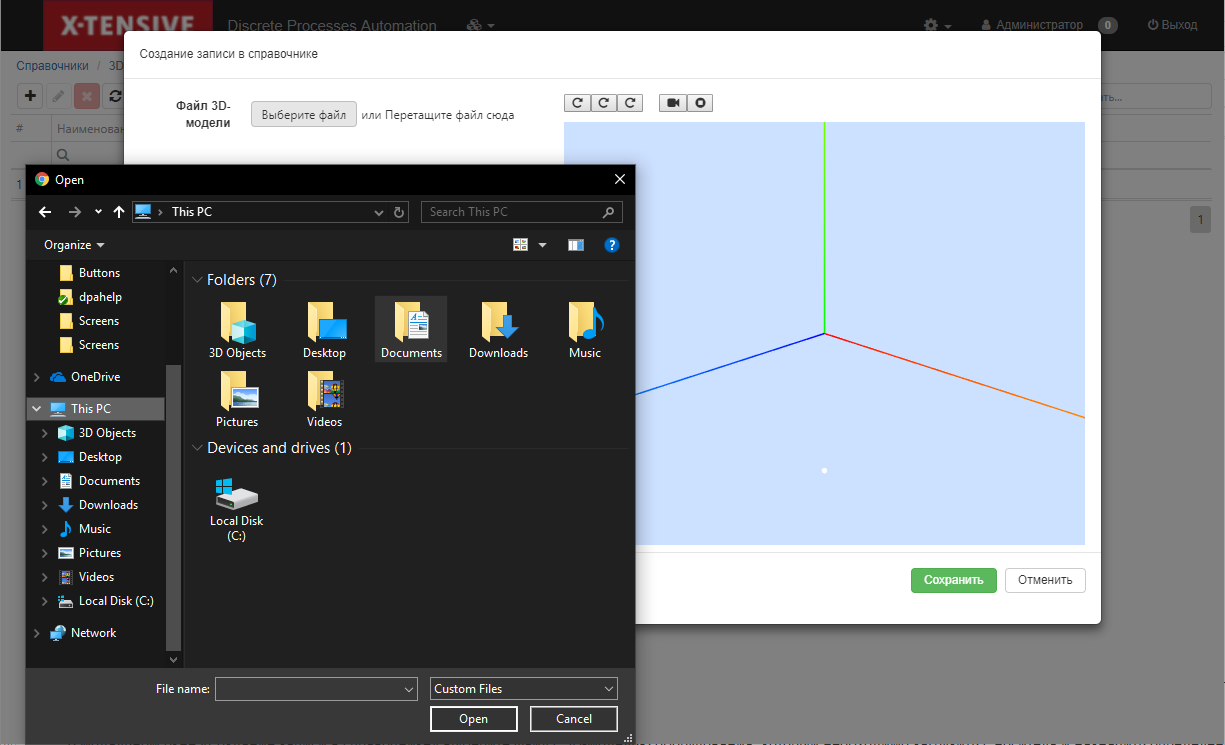 X-TENSIVE
Discrete Processes Automation
Администратор
0
Выход
Справочники / 3D
Создание записи в справочнике
#
Наименован
1
1
Файл 3D-
модели
Выберите файл
или Перетащите файл сюда
Сохранить
Отменить
Open
This PC
Search This PC
Organize
?
Buttons
dpahelp
Screens
Screens
OneDrive
This PC
3D Objects
Desktop
Documents
Downloads
Music
Pictures
Videos
Local Disk (C:)
Network
Folders (7)
3D Objects
Desktop
Documents
Downloads
Music
Pictures
Videos
Devices and drives (1)
Local Disk
(C:)
File name:
Custom Files
Open
Cancel